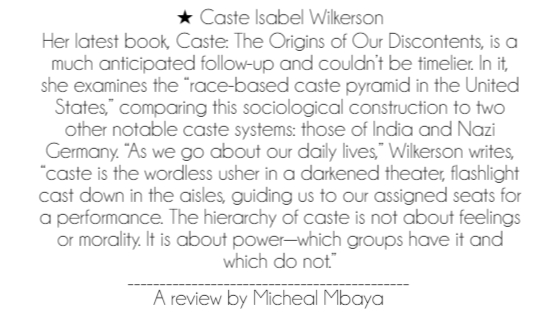 ★ Caste Isabel Wilkerson
Her latest book, Caste: The Origins of Our Discontents, is a
much anticipated follow-up and couldn't be timelier. In it,
she examines the “race-based caste pyramid in the United
States,” comparing this sociological construction to two
other notable caste systems: those of India and Nazi
Germany. “As we go about our daily lives,” Wilkerson writes,
“caste is the wordless usher in a darkened theater, flashlight
cast down in the aisles, guiding us to our assigned seats for
a performance. The hierarchy of caste is not about feelings
or morality. It is about power—which groups have it and
which do not.”
____________________________________________
A review by Micheal Mbaya